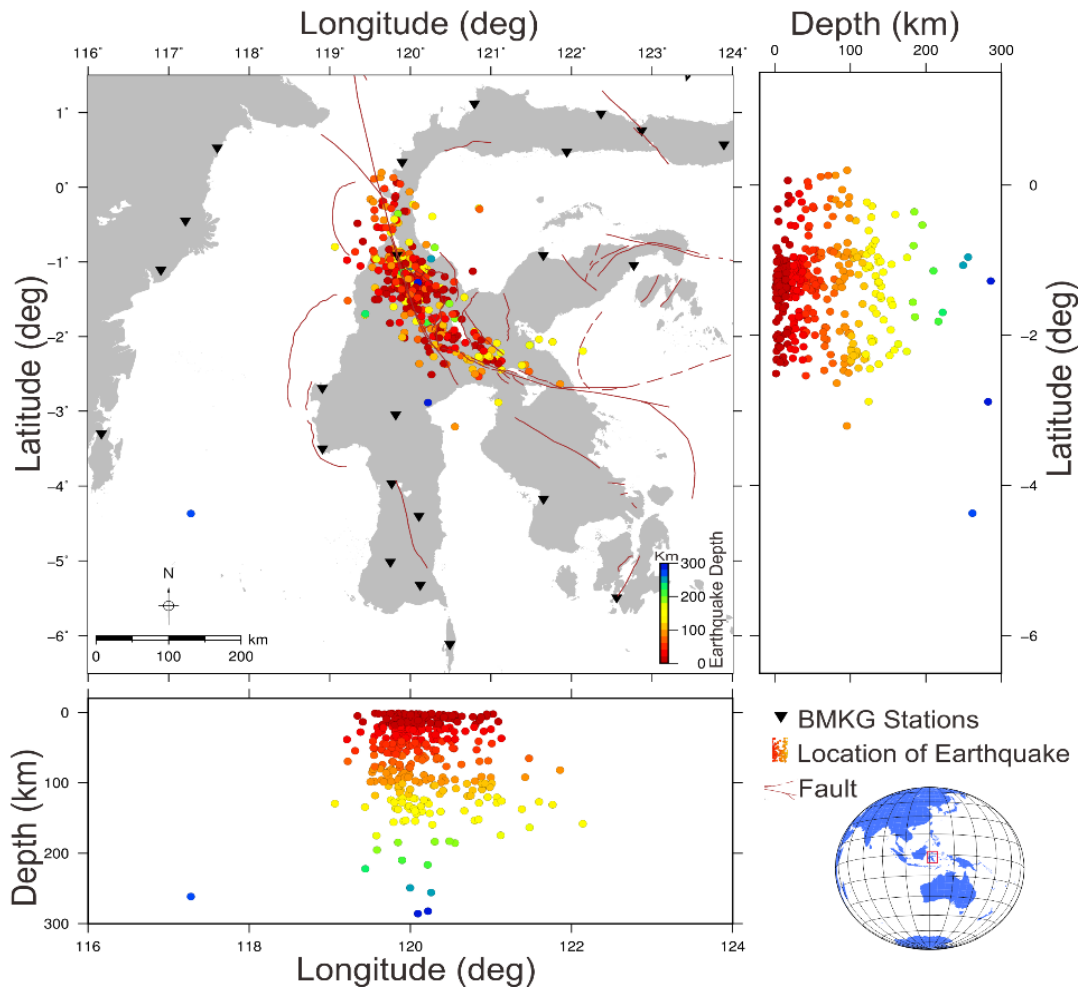 Longitude (deg)
Depth (km)
116˚ 117˚ 118˚ 119˚ 120˚ 121˚ 122˚ 123˚ 124˚
0 100 200 300
1˚
0˚
−1˚
−2˚
−3˚
−4˚
−5˚
−6˚
Latitude (deg)
0
−2
−4
−6
Latitude (deg)
N
0 100 200
km
Km
300
200
100
0
Earthquake Depth
Depth (km)
0
100
200
300
116 118 120 122 124
Longitude (deg)
BMKG Stations
Location of Earthquake
Fault